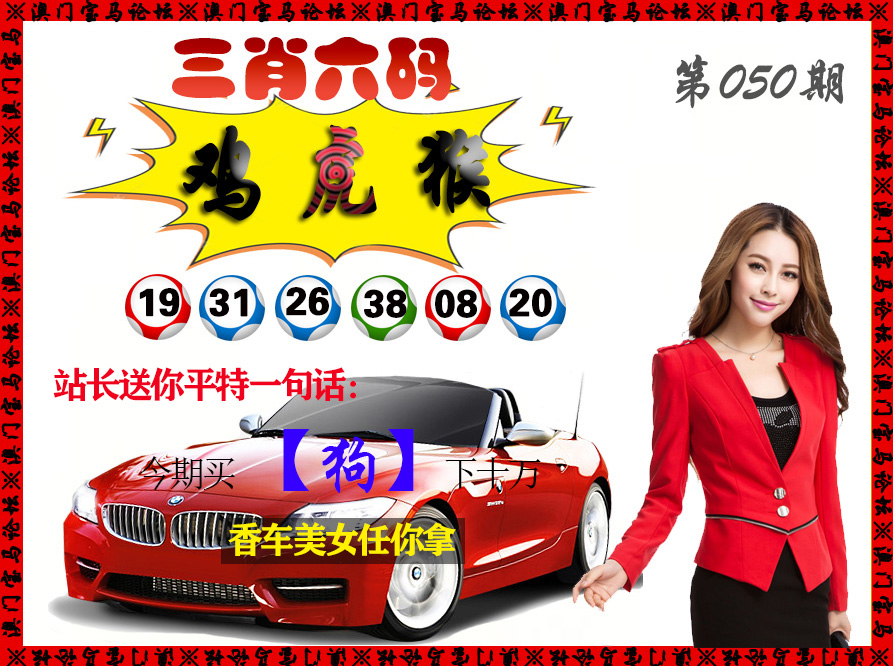 ※澳门宝马论坛※澳门宝马论坛※澳门宝马论坛※澳门宝马论坛※澳门宝马论坛※
三肖六码
第050期
鸡 虎 猴
19 31 26 38 08 20
站长送你平特一句话：
今期买【狗】下十万
香车美女任你拿